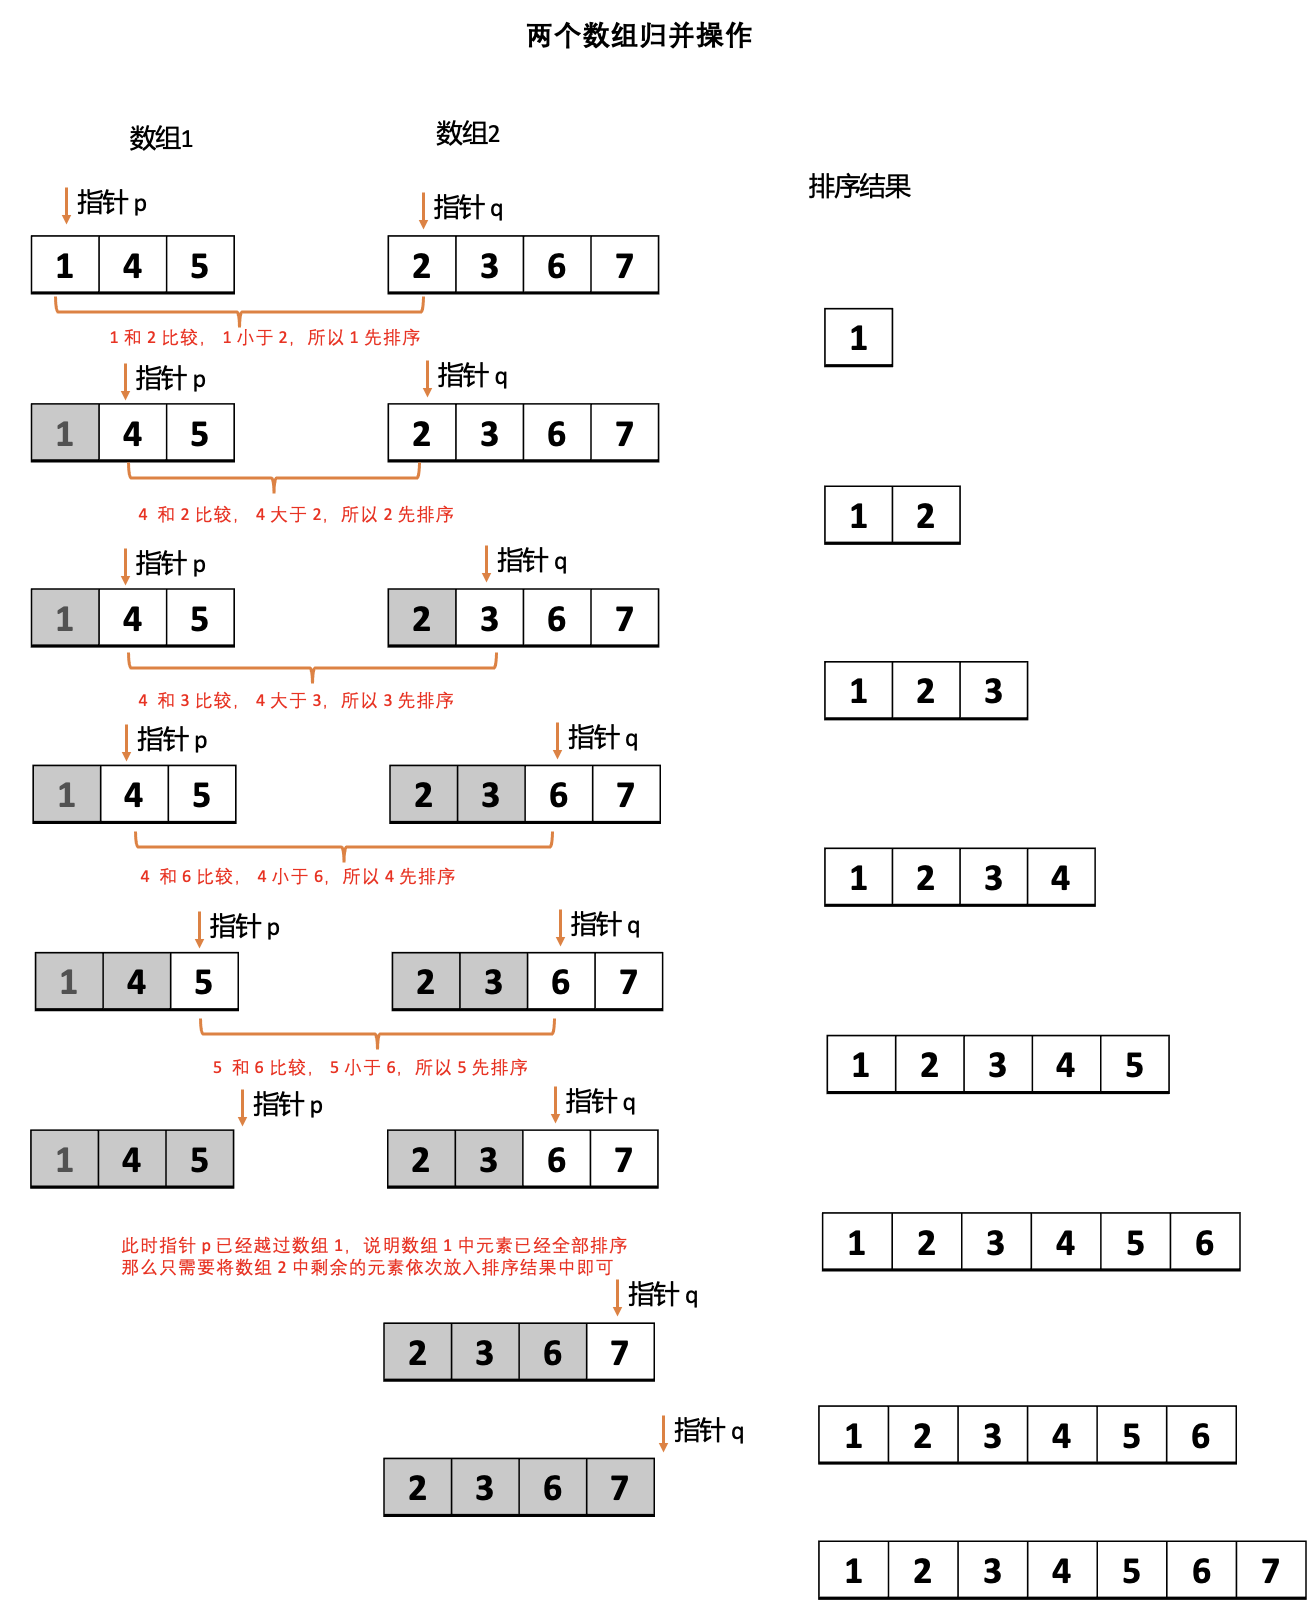 两个数组归并操作
数组1
数组2
排序结果
指针 p
指针 q
1 4 5
2 3 6 7
1 和 2 比较， 1 小于 2，所以 1 先排序
1
指针 p
指针 q
1 4 5
2 3 6 7
4 和 2 比较， 4 大于 2，所以 2 先排序
1 2
指针 p
指针 q
1 4 5
2 3 6 7
4 和 3 比较， 4 大于 3，所以 3 先排序
1 2 3
指针 p
指针 q
1 4 5
2 3 6 7
4 和 6 比较， 4 小于 6，所以 4 先排序
1 2 3 4
指针 p
指针 q
1 4 5
2 3 6 7
5 和 6 比较， 5 小于 6，所以 5 先排序
1 2 3 4 5
指针 p
指针 q
1 4 5
2 3 6 7
此时指针 p 已经越过数组 1，说明数组 1 中元素已经全部排序
那么只需要将数组 2 中剩余的元素依次放入排序结果中即可
1 2 3 4 5 6
指针 q
2 3 6 7
1 2 3 4 5 6
指针 q
2 3 6 7
1 2 3 4 5 6 7